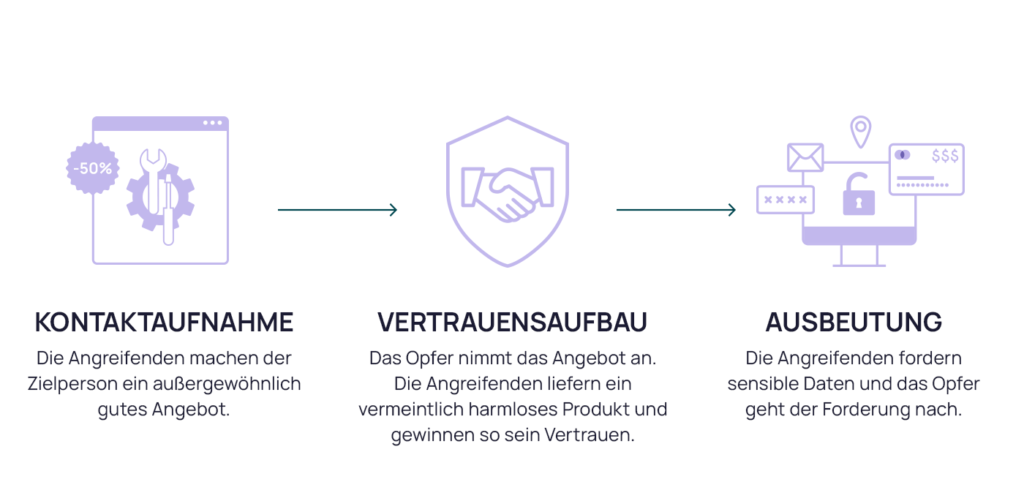 -50%
$$$
××××
KONTAKTAUFNAHME
Die Angreifenden machen der
Zielperson ein außergewöhnlich
gutes Angebot.
VERTRAUENSAUFBAU
Das Opfer nimmt das Angebot an.
Die Angreifenden liefern ein
vermeintlich harmloses Produkt und
gewinnen so sein Vertrauen.
AUSBEUTUNG
Die Angreifenden fordern
sensible Daten und das Opfer
geht der Forderung nach.